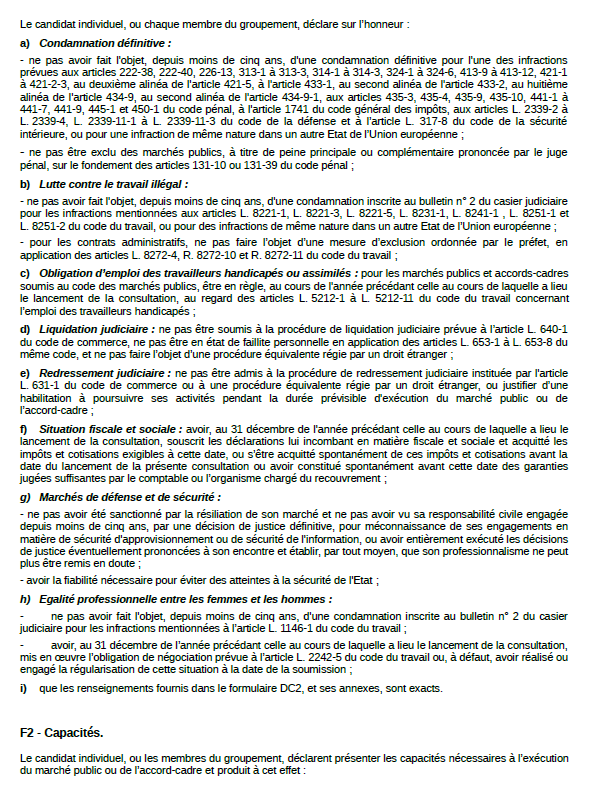 Le candidat individuel, ou chaque membre du groupement, déclare sur l'honneur :
a) Condamnation définitive :
- ne pas avoir fait l'objet, depuis moins de cinq ans, d'une condamnation définitive pour l'une des infractions
prévues aux articles 222-38, 222-40, 226-13, 313-1 à 313-3, 314-1 à 314-3, 324-1 à 324-6, 413-9 à 413-12, 421-1
à 421-2-3, au deuxième alinéa de l'article 421-5, à l'article 433-1, au second alinéa de l'article 433-2, au huitième
alinéa de l'article 434-9, au second alinéa de l'article 434-9-1, aux articles 435-3, 435-4, 435-9, 435-10, 441-1 à
441-7, 441-9, 445-1 et 450-1 du code pénal, à l'article 1741 du code général des impôts, aux articles L. 2339-2 à
L. 2339-4, L. 2339-11-1 à L. 2339-11-3 du code de la défense et à l'article L. 317-8 du code de la sécurité
intérieure, ou pour une infraction de même nature dans un autre Etat de l'Union européenne ;
- ne pas être exclu des marchés publics, à titre de peine principale ou complémentaire prononcée par le juge
pénal, sur le fondement des articles 131-10 ou 131-39 du code pénal ;
b) Lutte contre le travail illégal :
- ne pas avoir fait l'objet, depuis moins de cinq ans, d'une condamnation inscrite au bulletin n° 2 du casier judiciaire
pour les infractions mentionnées aux articles L. 8221-1, L. 8221-3, L. 8221-5, L. 8231-1, L. 8241-1 , L. 8251-1 et
L. 8251-2 du code du travail, ou pour des infractions de même nature dans un autre Etat de l'Union européenne ;
- pour les contrats administratifs, ne pas faire l'objet d'une mesure d'exclusion ordonnée par le préfet, en
application des articles L. 8272-4, R. 8272-10 et R. 8272-11 du code du travail ;
c) Obligation d'emploi des travailleurs handicapés ou assimilés : pour les marchés publics et accords-cadres
soumis au code des marchés publics, être en règle, au cours de l'année précédant celle au cours de laquelle a lieu
le lancement de la consultation, au regard des articles L. 5212-1 à L. 5212-11 du code du travail concernant
l'emploi des travailleurs handicapés ;
d) Liquidation judiciaire : ne pas être soumis à la procédure de liquidation judiciaire prévue à l'article L. 640-1
du code de commerce, ne pas être en état de faillite personnelle en application des articles L. 653-1 à L. 653-8 du
même code, et ne pas faire l'objet d'une procédure équivalente régie par un droit étranger ;
e) Redressement judiciaire : ne pas être admis à la procédure de redressement judiciaire instituée par l'article
L. 631-1 du code de commerce ou à une procédure équivalente régie par un droit étranger, ou justifier d'une
habilitation à poursuivre ses activités pendant la durée prévisible d'exécution du marché public ou de
l'accord-cadre ;
f) Situation fiscale et sociale : avoir, au 31 décembre de l'année précédant celle au cours de laquelle a lieu le
lancement de la consultation, souscrit les déclarations lui incombant en matière fiscale et sociale et acquitté les
impôts et cotisations exigibles à cette date, ou s'être acquitté spontanément de ces impôts et cotisations avant la
date du lancement de la présente consultation ou avoir constitué spontanément avant cette date des garanties
jugées suffisantes par le comptable ou l'organisme chargé du recouvrement ;
g) Marchés de défense et de sécurité :
- ne pas avoir été sanctionné par la résiliation de son marché et ne pas avoir vu sa responsabilité civile engagée
depuis moins de cinq ans, par une décision de justice définitive, pour méconnaissance de ses engagements en
matière de sécurité d'approvisionnement ou de sécurité de l'information, ou avoir entièrement exécuté les décisions
de justice éventuellement prononcées à son encontre et établir, par tout moyen, que son professionnalisme ne peut
plus être remis en doute ;
- avoir la fiabilité nécessaire pour éviter des atteintes à la sécurité de l'Etat ;
h) Egalité professionnelle entre les femmes et les hommes :
- ne pas avoir fait l'objet, depuis moins de cinq ans, d'une condamnation inscrite au bulletin n° 2 du casier
judiciaire pour les infractions mentionnées à l'article L. 1146-1 du code du travail ;
- avoir, au 31 décembre de l'année précédant celle au cours de laquelle a lieu le lancement de la consultation,
mis en œuvre l'obligation de négociation prévue à l'article L. 2242-5 du code du travail ou, à défaut, avoir réalisé ou
engagé la régularisation de cette situation à la date de la soumission ;
i) que les renseignements fournis dans le formulaire DC2, et ses annexes, sont exacts.
F2 - Capacités.
Le candidat individuel, ou les membres du groupement, déclarent présenter les capacités nécessaires à l'exécution
du marché public ou de l'accord-cadre et produit à cet effet :